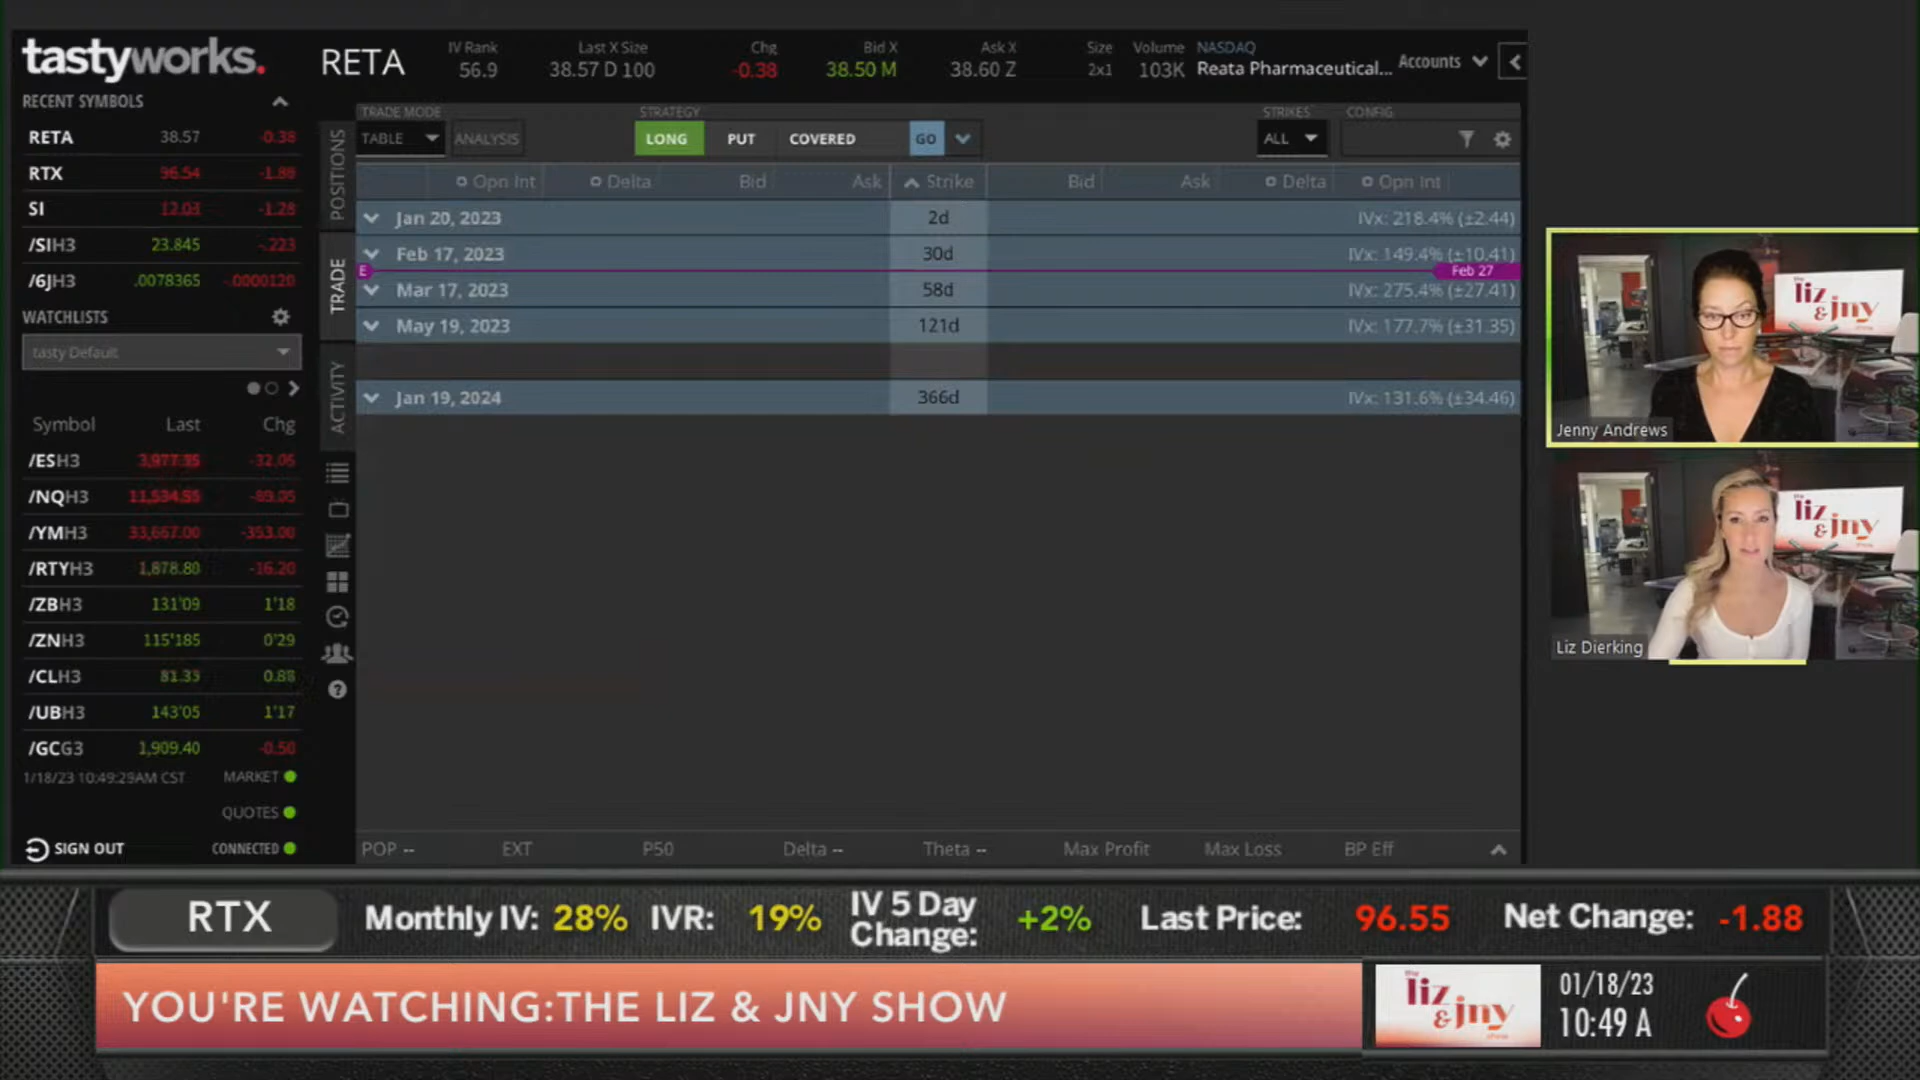 tastyworks.
RECENT SYMBOLS
RETA 38.57 -0.38
RTX 96.54 -1.88
SI 12.03 -1.28
/SIH3 23.845 -.223
/6JH3 .0078365 -.0000120
WATCHLISTS
tasty Default
Symbol Last Chg
/ESH3 3,977.35 -32.05
/NQH3 11,534.55 -89.05
/YMH3 33,667.00 -353.00
/RTYH3 1,878.80 -16.20
/ZBH3 131'09 1'18
/ZNH3 115'185 0'29
/CLH3 81.33 0.88
/UBH3 143'05 1'17
/GCG3 1,909.40 -0.50
1/18/23 10:49:29AM CST MARKET
QUOTES
SIGN OUT CONNECTED
RETA
IV Rank Last X Size Chg Bid X Ask X Size Volume NASDAQ
56.9 38.57 D 100 -0.38 38.50 M 38.60 Z 2x1 103K Reata Pharmaceutical...
Accounts
POSITIONS
TRADE
ACTIVITY
TRADE MODE STRATEGY STRIKES CONFIG
TABLE ANALYSIS LONG PUT COVERED GO ALL
Opn Int Delta Bid Ask Strike Bid Ask Delta Opn Int
Jan 20, 2023 2d IVx: 218.4% (±2.44)
Feb 17, 2023 30d IVx: 149.4% (±10.41)
E Feb 27
Mar 17, 2023 58d IVx: 275.4% (±27.41)
May 19, 2023 121d IVx: 177.7% (±31.35)
Jan 19, 2024 366d IVx: 131.6% (±34.46)
POP -- EXT P50 Delta -- Theta -- Max Profit Max Loss BP Eff
the liz & jny show
Jenny Andrews
the liz & jny show
Liz Dierking
RTX Monthly IV: 28% IVR: 19% IV 5 Day Change: +2% Last Price: 96.55 Net Change: -1.88
YOU'RE WATCHING:THE LIZ & JNY SHOW
the liz & jny show
01/18/23
10:49 A